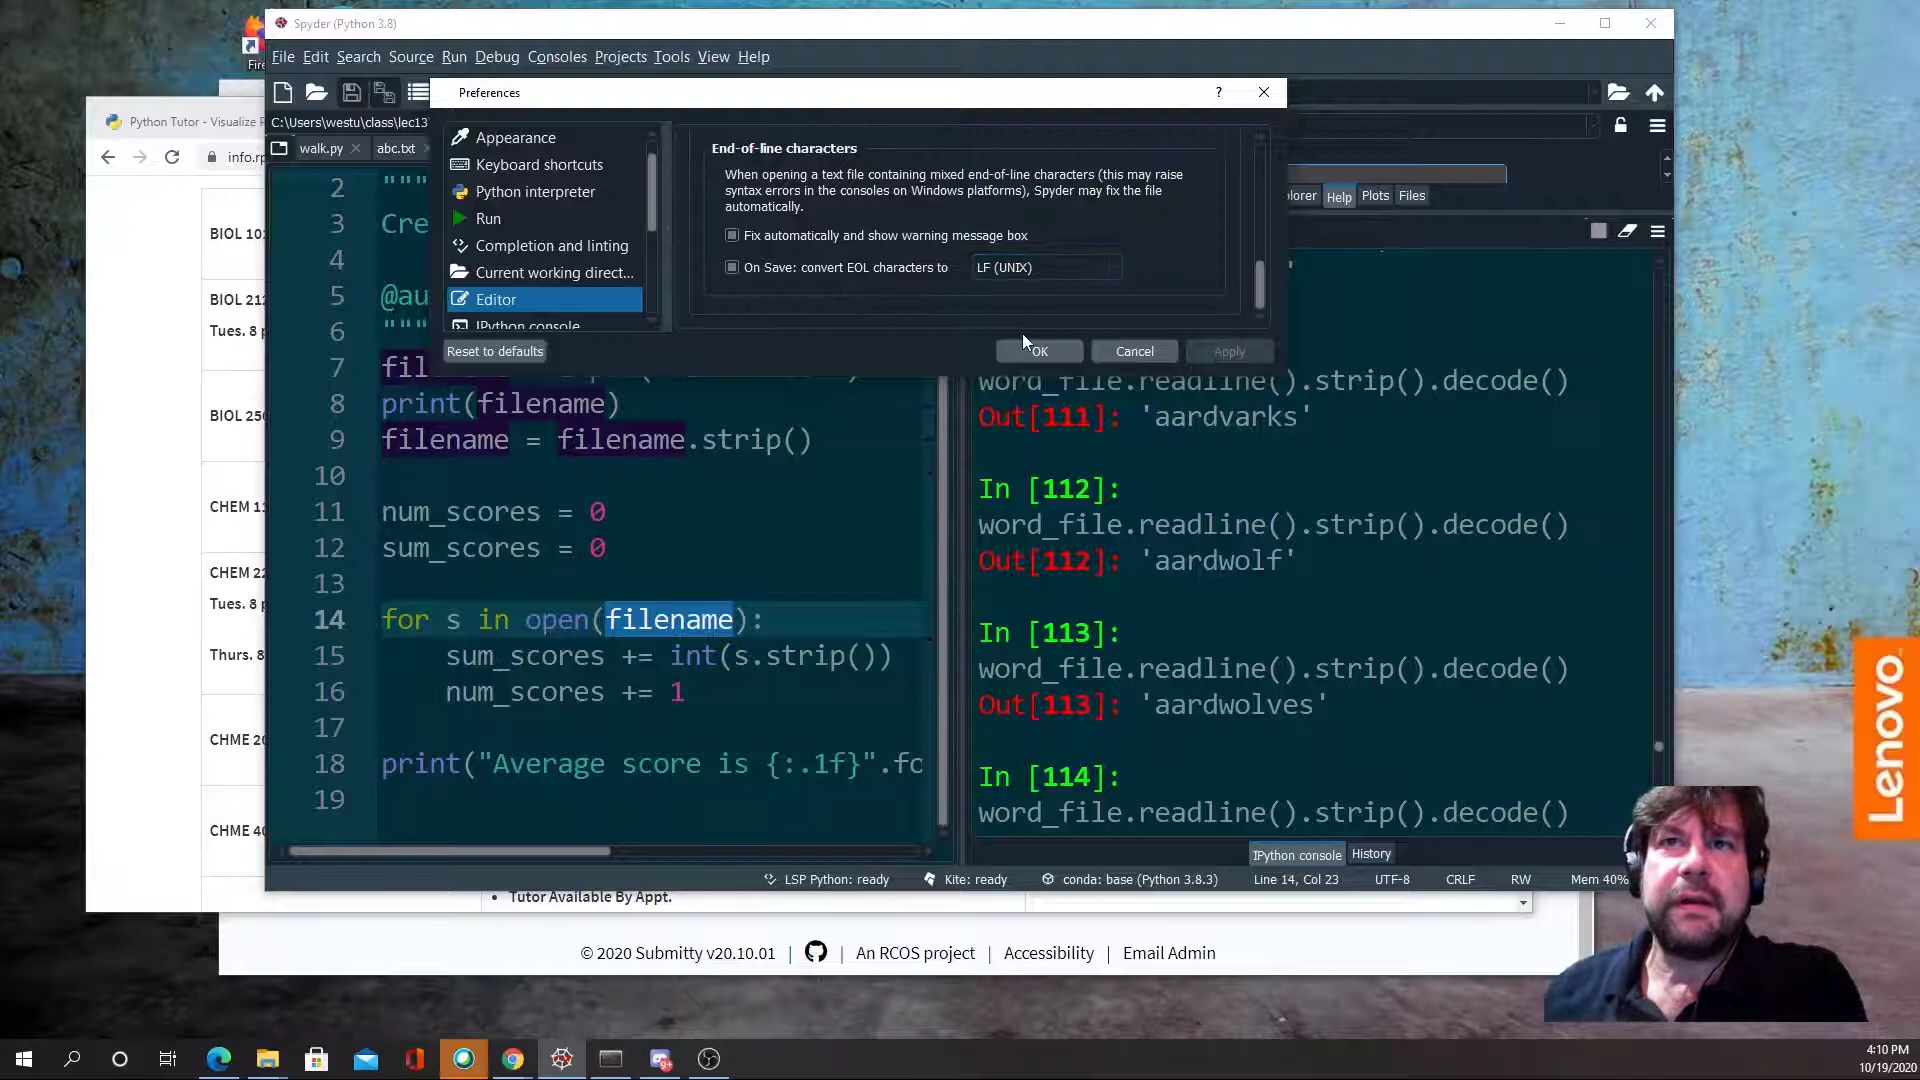 Spyder (Python 3.8)
File Edit Search Source Run Debug Consoles Projects Tools View Help
Preferences
?
C:\Users\westu\class\lec13
walk.py
abc.txt
Python Tutor - Visualize P
info.rp
Fire
BIOL 101
BIOL 212
Tues. 8 p
BIOL 250
CHEM 11
CHEM 22
Tues. 8 p
Thurs. 8
CHME 20
CHME 40
Appearance
Keyboard shortcuts
Python interpreter
Run
Completion and linting
Current working direct...
Editor
IPython console
End-of-line characters
When opening a text file containing mixed end-of-line characters (this may raise
syntax errors in the consoles on Windows platforms), Spyder may fix the file
automatically.
Fix automatically and show warning message box
On Save: convert EOL characters to LF (UNIX)
Reset to defaults
OK
Cancel
Apply
plorer Help Plots Files
2 """
3 Cre
4
5 @au
6 """
7 fil
8 print(filename)
9 filename = filename.strip()
10
11 num_scores = 0
12 sum_scores = 0
13
14 for s in open(filename):
15 sum_scores += int(s.strip())
16 num_scores += 1
17
18 print("Average score is {:.1f}".fo
19
word_file.readline().strip().decode()
Out[111]: 'aardvarks'
In [112]:
word_file.readline().strip().decode()
Out[112]: 'aardwolf'
In [113]:
word_file.readline().strip().decode()
Out[113]: 'aardwolves'
In [114]:
word_file.readline().strip().decode()
IPython console History
LSP Python: ready Kite: ready conda: base (Python 3.8.3) Line 14, Col 23 UTF-8 CRLF RW Mem 40%
Tutor Available By Appt.
© 2020 Submitty v20.10.01 | An RCOS project | Accessibility | Email Admin
Lenovo
9+
4:10 PM
10/19/2020